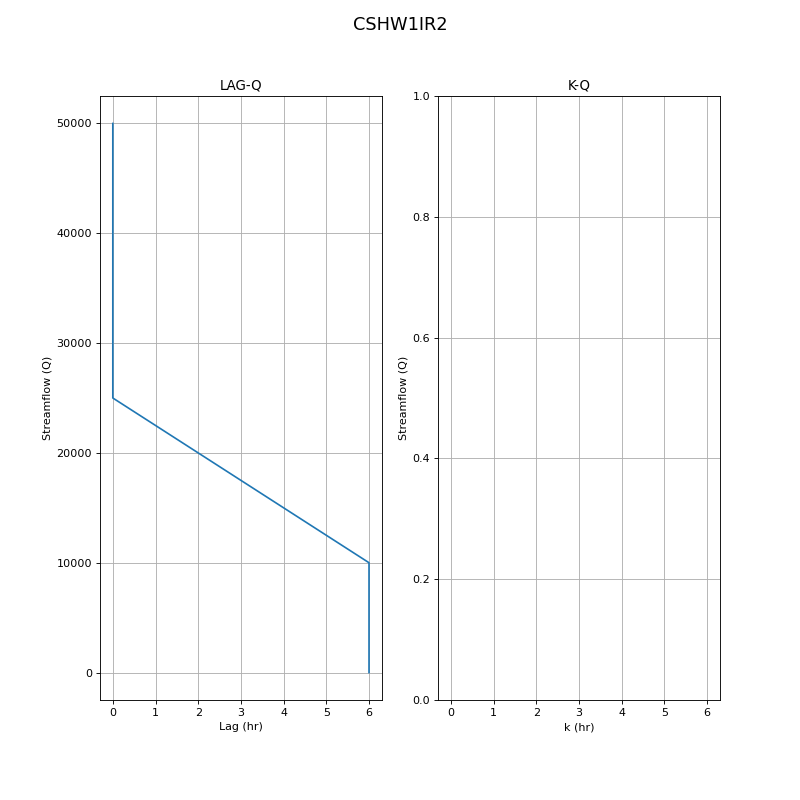 CSHW1IR2
LAG-Q
50000
40000
30000
20000
10000
0
Streamflow (Q)
0 1 2 3 4 5 6
Lag (hr)
K-Q
1.0
0.8
0.6
0.4
0.2
0.0
Streamflow (Q)
0 1 2 3 4 5 6
k (hr)